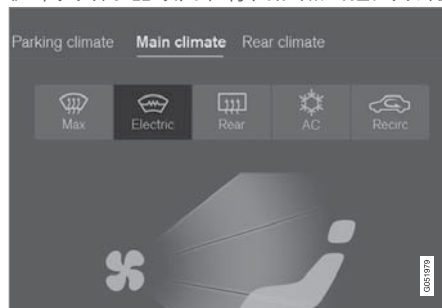 Parking climate Main climate Rear climate
Max Electric Rear AC Recirc
G051979